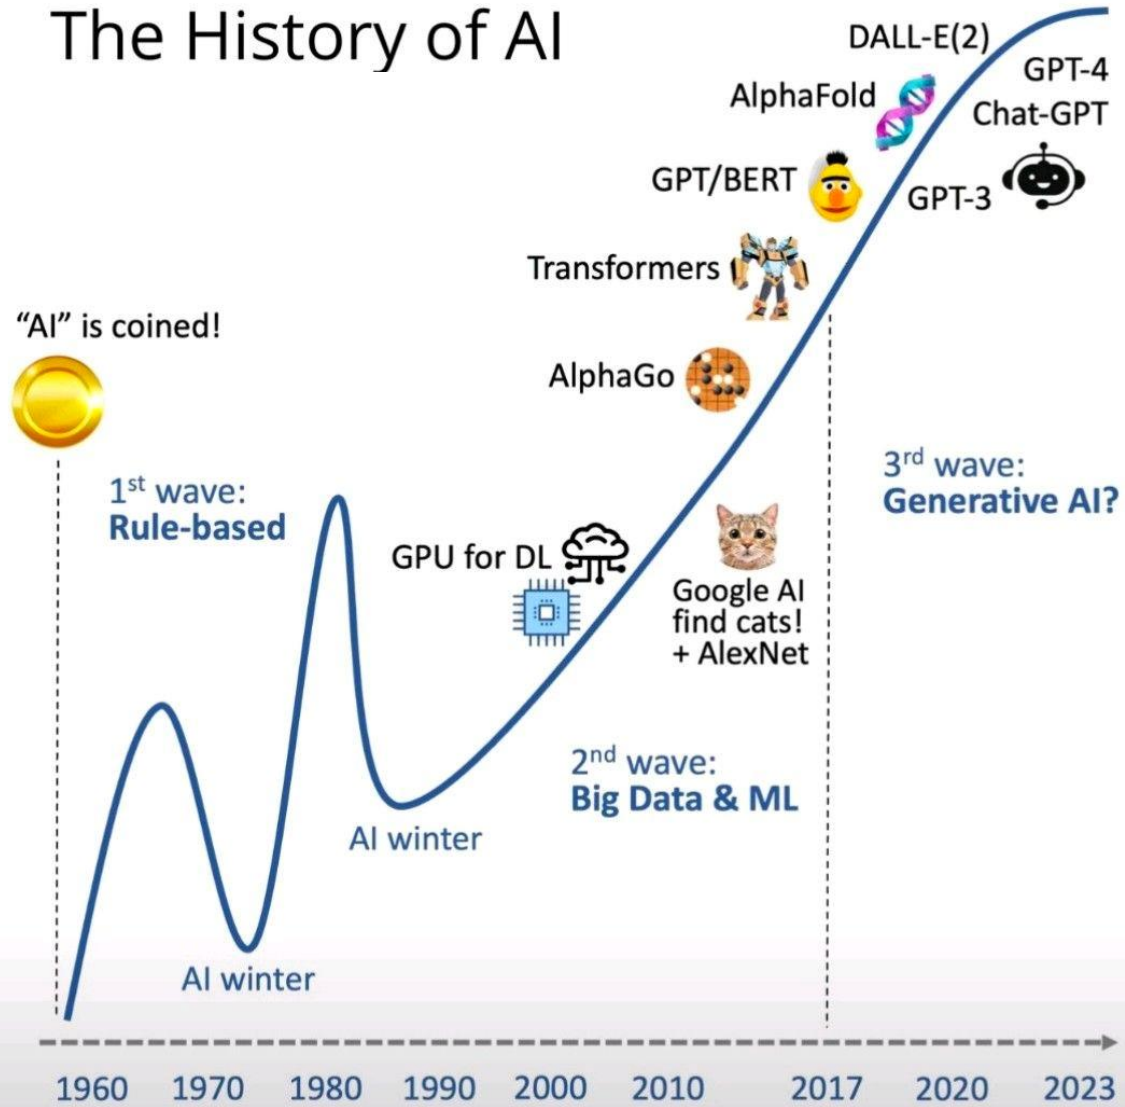 The History of AI
DALL-E(2)
GPT-4
AlphaFold
Chat-GPT
GPT/BERT
GPT-3
Transformers
“AI” is coined!
AlphaGo
1st wave:
Rule-based
3rd wave:
Generative AI?
GPU for DL
Google AI
find cats!
+ AlexNet
2nd wave:
Big Data & ML
AI winter
AI winter
1960 1970 1980 1990 2000 2010 2017 2020 2023